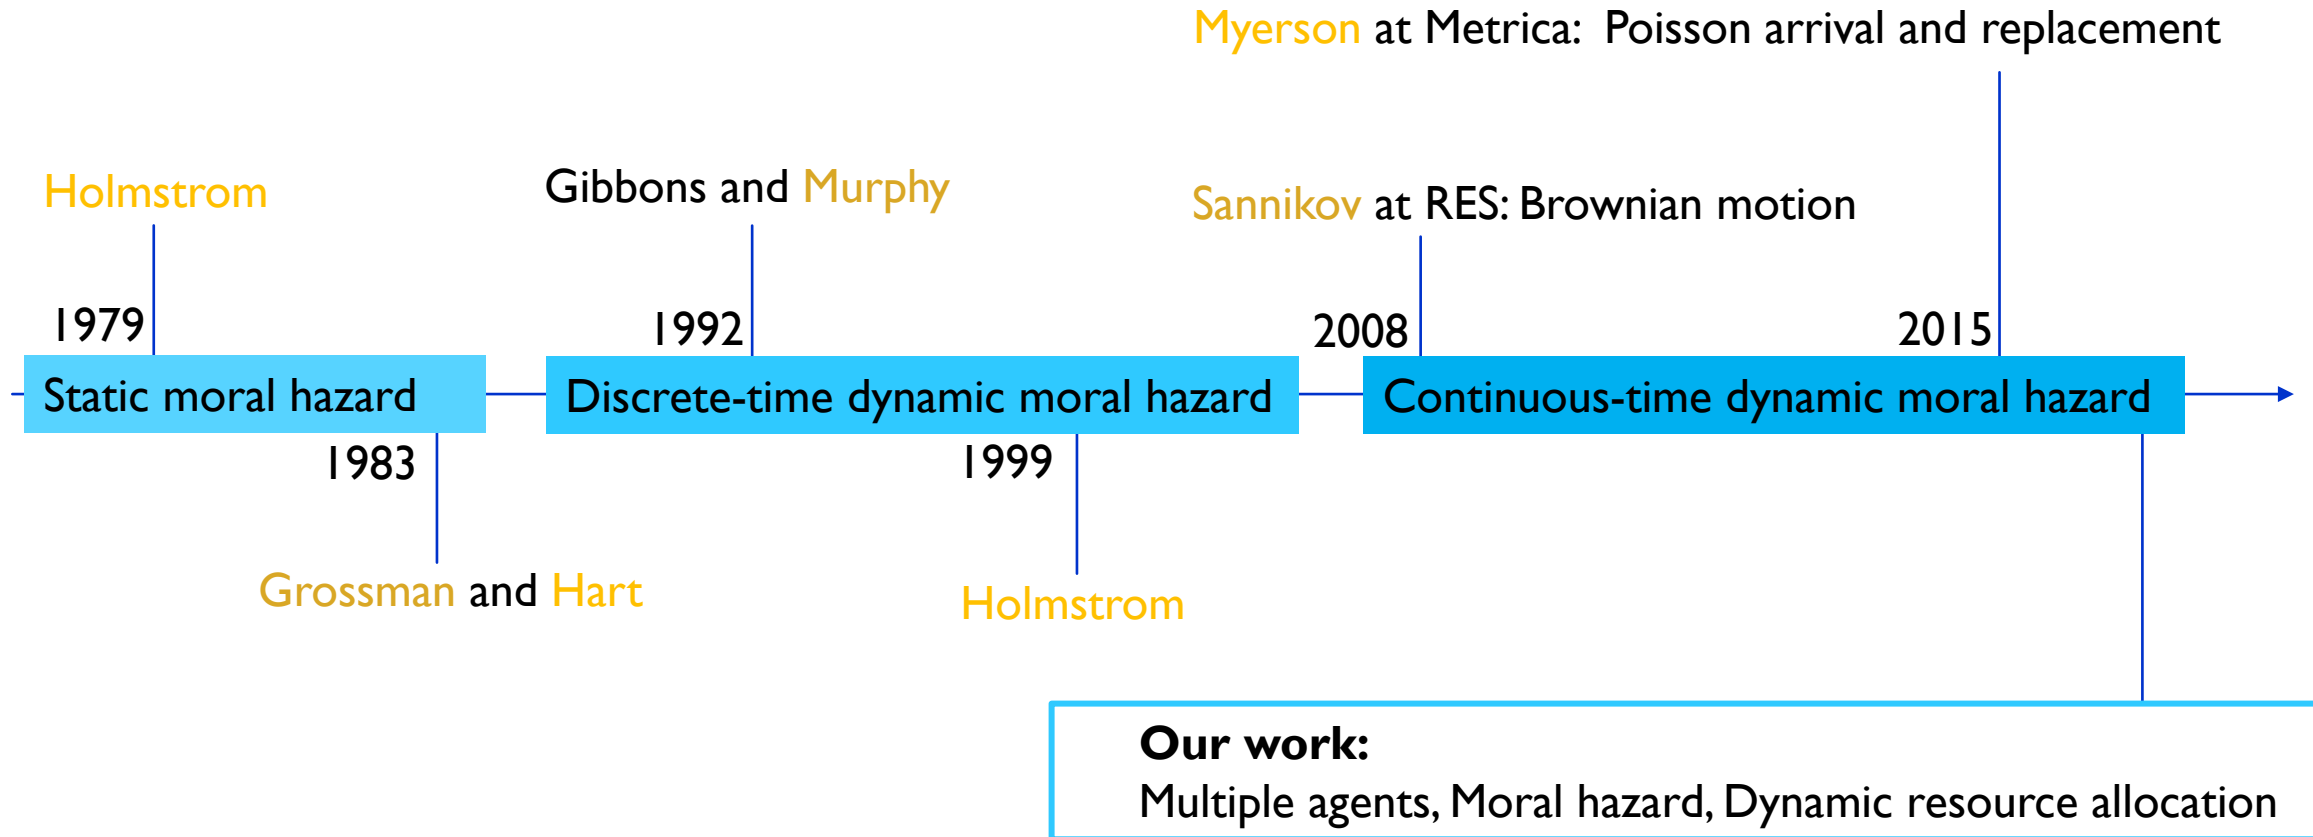 Myerson at Metrica: Poisson arrival and replacement
Holmstrom
Gibbons and Murphy
Sannikov at RES: Brownian motion
1979
1992
2008
2015
Static moral hazard
Discrete-time dynamic moral hazard
Continuous-time dynamic moral hazard
1983
1999
Grossman and Hart
Holmstrom
Our work:
Multiple agents, Moral hazard, Dynamic resource allocation